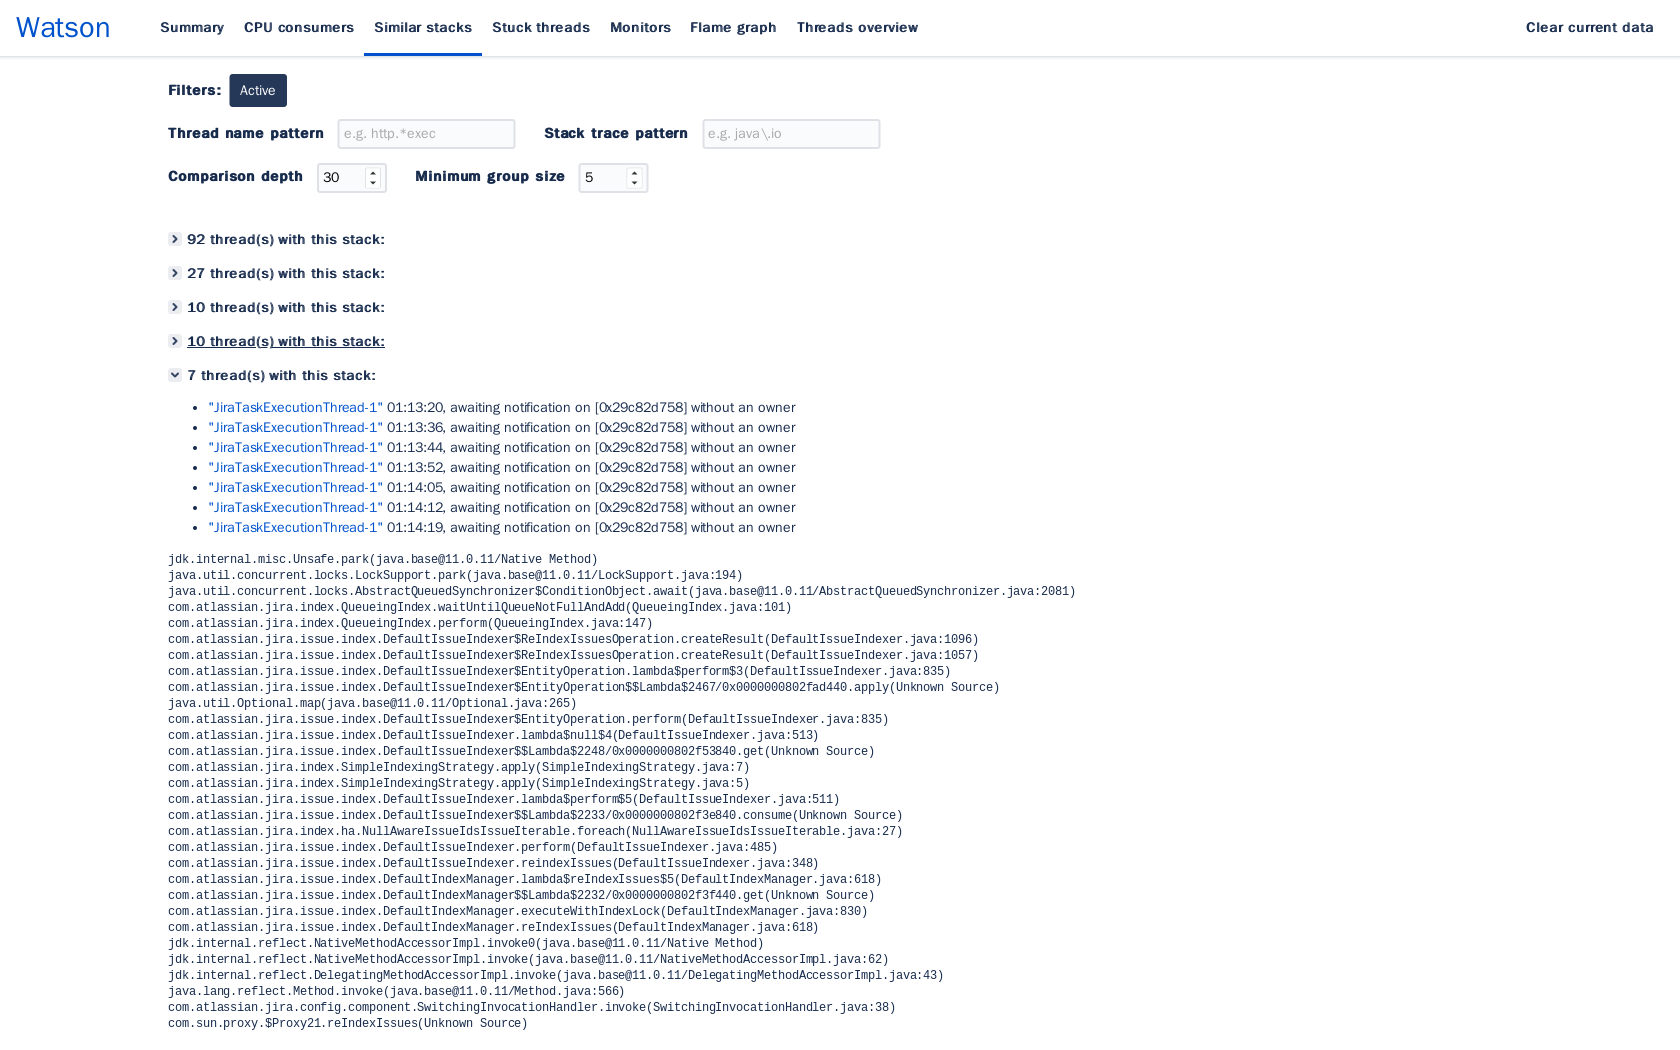 Watson Summary CPU consumers Similar stacks Stuck threads Monitors Flame graph Threads overview Clear current data
Filters: Active
Thread name pattern e.g. http.*exec Stack trace pattern e.g. java\.io
Comparison depth 30 Minimum group size 5
92 thread(s) with this stack:
27 thread(s) with this stack:
10 thread(s) with this stack:
10 thread(s) with this stack:
7 thread(s) with this stack:
• "JiraTaskExecutionThread-1" 01:13:20, awaiting notification on [0x29c82d758] without an owner
• "JiraTaskExecutionThread-1" 01:13:36, awaiting notification on [0x29c82d758] without an owner
• "JiraTaskExecutionThread-1" 01:13:44, awaiting notification on [0x29c82d758] without an owner
• "JiraTaskExecutionThread-1" 01:13:52, awaiting notification on [0x29c82d758] without an owner
• "JiraTaskExecutionThread-1" 01:14:05, awaiting notification on [0x29c82d758] without an owner
• "JiraTaskExecutionThread-1" 01:14:12, awaiting notification on [0x29c82d758] without an owner
• "JiraTaskExecutionThread-1" 01:14:19, awaiting notification on [0x29c82d758] without an owner
jdk.internal.misc.Unsafe.park(java.base@11.0.11/Native Method)
java.util.concurrent.locks.LockSupport.park(java.base@11.0.11/LockSupport.java:194)
java.util.concurrent.locks.AbstractQueuedSynchronizer$ConditionObject.await(java.base@11.0.11/AbstractQueuedSynchronizer.java:2081)
com.atlassian.jira.index.QueueingIndex.waitUntilQueueNotFullAndAdd(QueueingIndex.java:101)
com.atlassian.jira.index.QueueingIndex.perform(QueueingIndex.java:147)
com.atlassian.jira.issue.index.DefaultIssueIndexer$ReIndexIssuesOperation.createResult(DefaultIssueIndexer.java:1096)
com.atlassian.jira.issue.index.DefaultIssueIndexer$ReIndexIssuesOperation.createResult(DefaultIssueIndexer.java:1057)
com.atlassian.jira.issue.index.DefaultIssueIndexer$EntityOperation.lambda$perform$3(DefaultIssueIndexer.java:835)
com.atlassian.jira.issue.index.DefaultIssueIndexer$EntityOperation$$Lambda$2467/0x0000000802fad440.apply(Unknown Source)
java.util.Optional.map(java.base@11.0.11/Optional.java:265)
com.atlassian.jira.issue.index.DefaultIssueIndexer$EntityOperation.perform(DefaultIssueIndexer.java:835)
com.atlassian.jira.issue.index.DefaultIssueIndexer.lambda$null$4(DefaultIssueIndexer.java:513)
com.atlassian.jira.issue.index.DefaultIssueIndexer$$Lambda$2248/0x0000000802f53840.get(Unknown Source)
com.atlassian.jira.index.SimpleIndexingStrategy.apply(SimpleIndexingStrategy.java:7)
com.atlassian.jira.index.SimpleIndexingStrategy.apply(SimpleIndexingStrategy.java:5)
com.atlassian.jira.issue.index.DefaultIssueIndexer.lambda$perform$5(DefaultIssueIndexer.java:511)
com.atlassian.jira.issue.index.DefaultIssueIndexer$$Lambda$2233/0x0000000802f3e840.consume(Unknown Source)
com.atlassian.jira.index.ha.NullAwareIssueIdsIssueIterable.foreach(NullAwareIssueIdsIssueIterable.java:27)
com.atlassian.jira.issue.index.DefaultIssueIndexer.perform(DefaultIssueIndexer.java:485)
com.atlassian.jira.issue.index.DefaultIssueIndexer.reindexIssues(DefaultIssueIndexer.java:348)
com.atlassian.jira.issue.index.DefaultIndexManager.lambda$reIndexIssues$5(DefaultIndexManager.java:618)
com.atlassian.jira.issue.index.DefaultIndexManager$$Lambda$2232/0x0000000802f3f440.get(Unknown Source)
com.atlassian.jira.issue.index.DefaultIndexManager.executeWithIndexLock(DefaultIndexManager.java:830)
com.atlassian.jira.issue.index.DefaultIndexManager.reIndexIssues(DefaultIndexManager.java:618)
jdk.internal.reflect.NativeMethodAccessorImpl.invoke0(java.base@11.0.11/Native Method)
jdk.internal.reflect.NativeMethodAccessorImpl.invoke(java.base@11.0.11/NativeMethodAccessorImpl.java:62)
jdk.internal.reflect.DelegatingMethodAccessorImpl.invoke(java.base@11.0.11/DelegatingMethodAccessorImpl.java:43)
java.lang.reflect.Method.invoke(java.base@11.0.11/Method.java:566)
com.atlassian.jira.config.component.SwitchingInvocationHandler.invoke(SwitchingInvocationHandler.java:38)
com.sun.proxy.$Proxy21.reIndexIssues(Unknown Source)